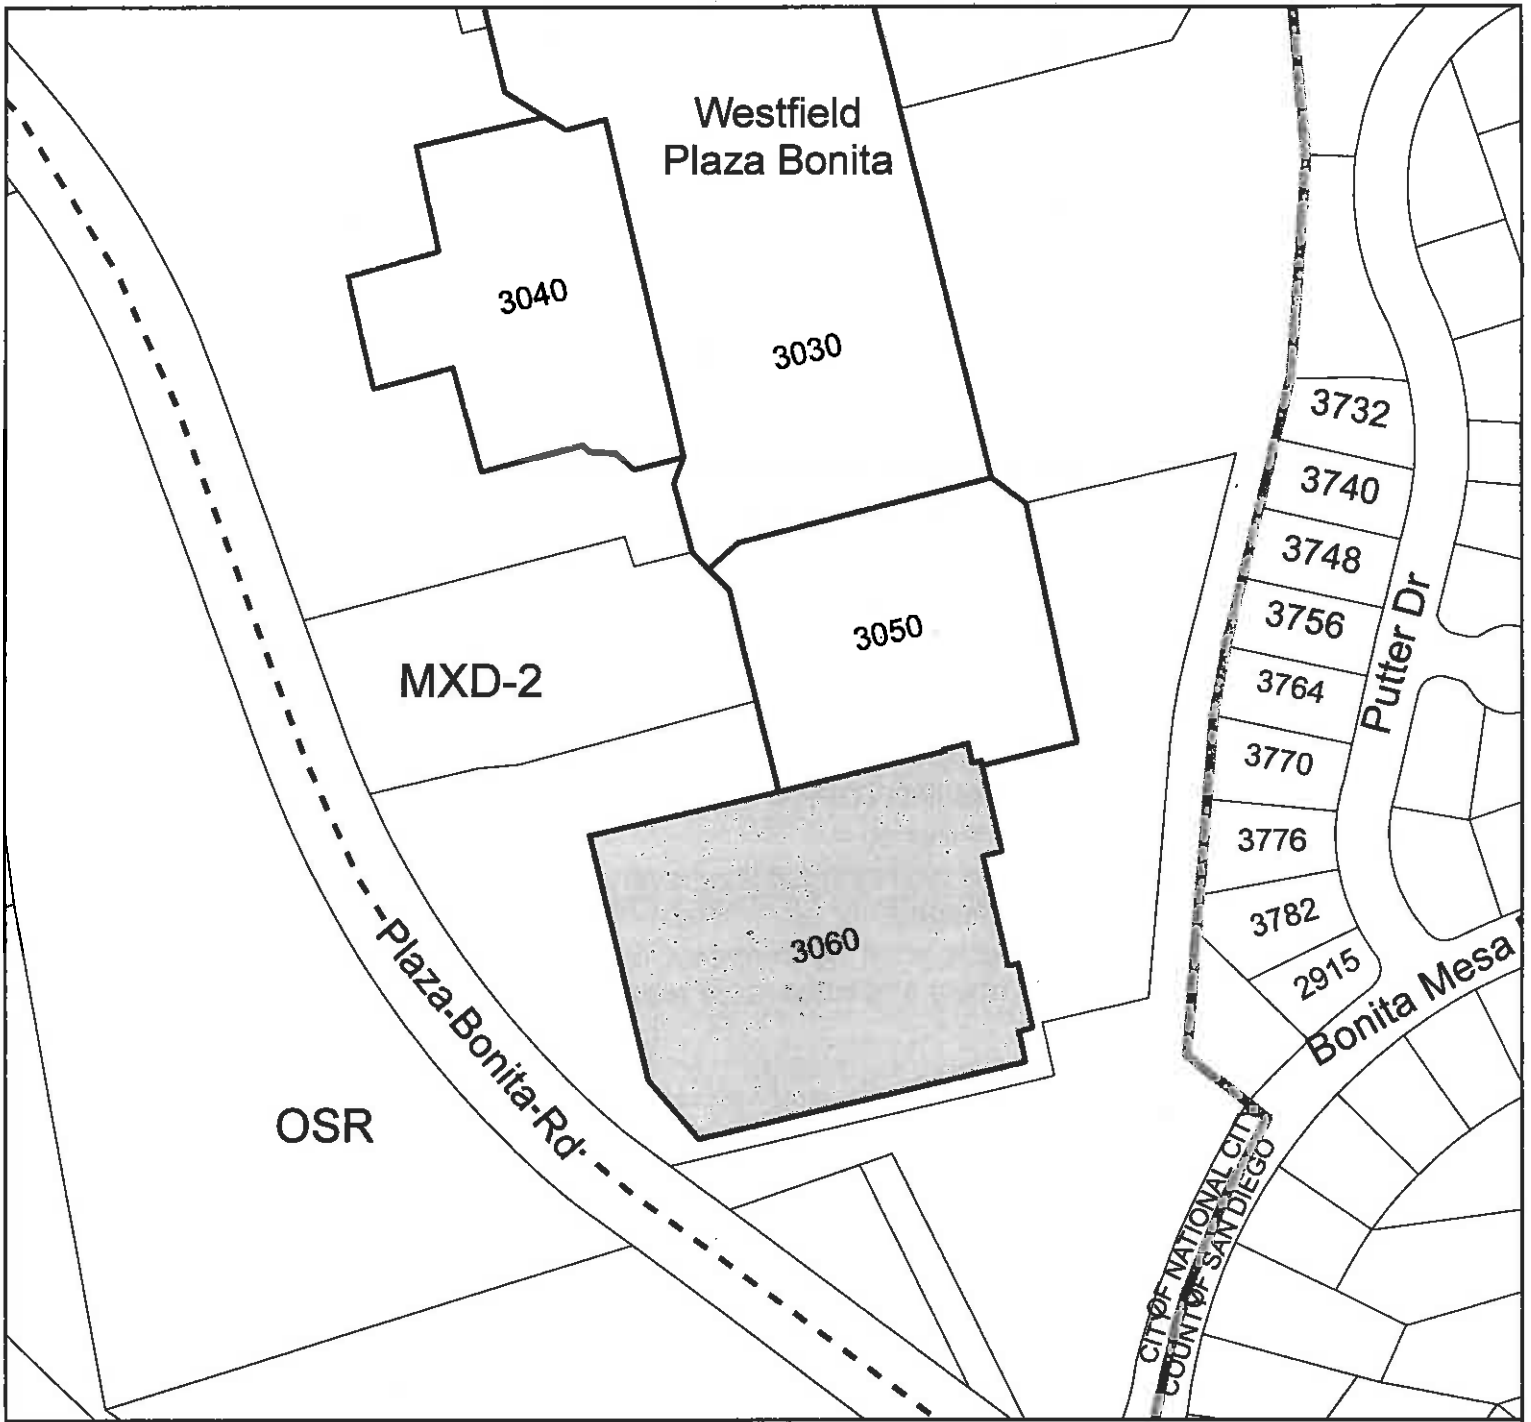 Westfield
Plaza Bonita
3040
3030
3732
3740
3748
3050
3756
MXD-2
3764
Putter Dr
3770
3776
3060
3782
2915
Plaza-Bonita-Rd
Bonita Mesa
OSR
CITY OF NATIONAL CITY
COUNTY OF SAN DIEGO